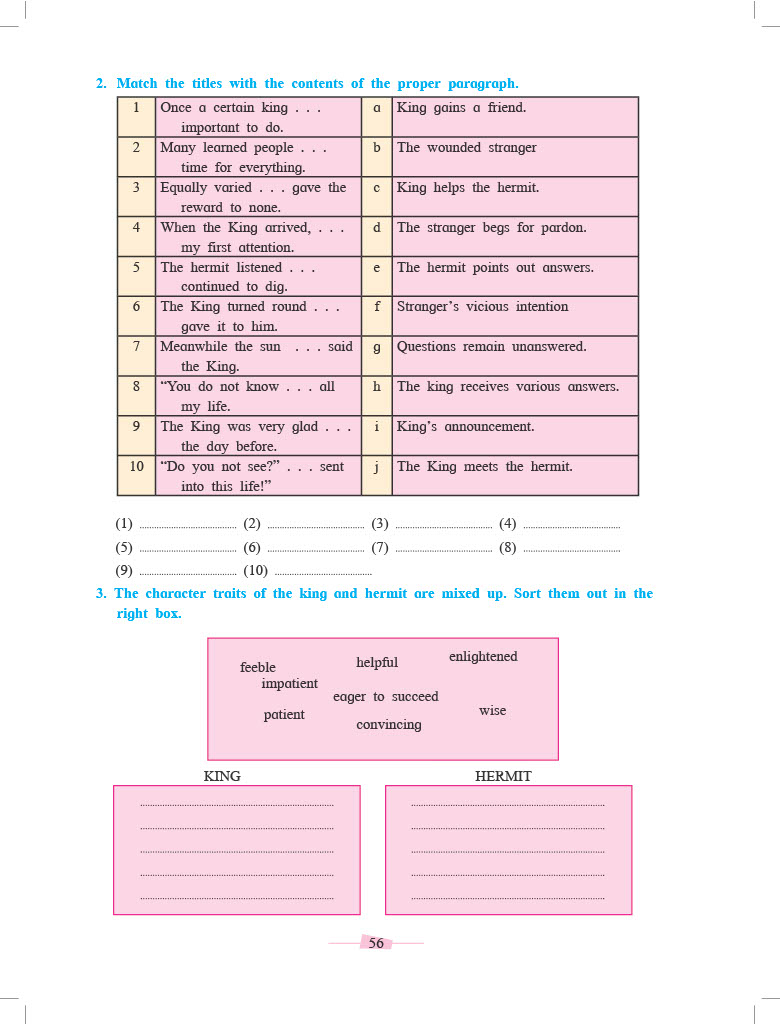 2. Match the titles with the contents of the proper paragraph.
1 Once a certain king . . . a King gains a friend.
important to do.
2 Many learned people . . . b The wounded stranger
time for everything.
3 Equally varied . . . gave the c King helps the hermit.
reward to none.
4 When the King arrived, . . . d The stranger begs for pardon.
my first attention.
5 The hermit listened . . . e The hermit points out answers.
continued to dig.
6 The King turned round . . . f Stranger’s vicious intention
gave it to him.
7 Meanwhile the sun . . . said g Questions remain unanswered.
the King.
8 “You do not know . . . all h The king receives various answers.
my life.
9 The King was very glad . . . i King’s announcement.
the day before.
10 “Do you not see?” . . . sent j The King meets the hermit.
into this life!”
(1) .................................... (2) .................................... (3) .................................... (4) ....................................
(5) .................................... (6) .................................... (7) .................................... (8) ....................................
(9) .................................... (10) ....................................
3. The character traits of the king and hermit are mixed up. Sort them out in the
right box.
feeble helpful enlightened
impatient
eager to succeed
patient wise
convincing
KING HERMIT
56